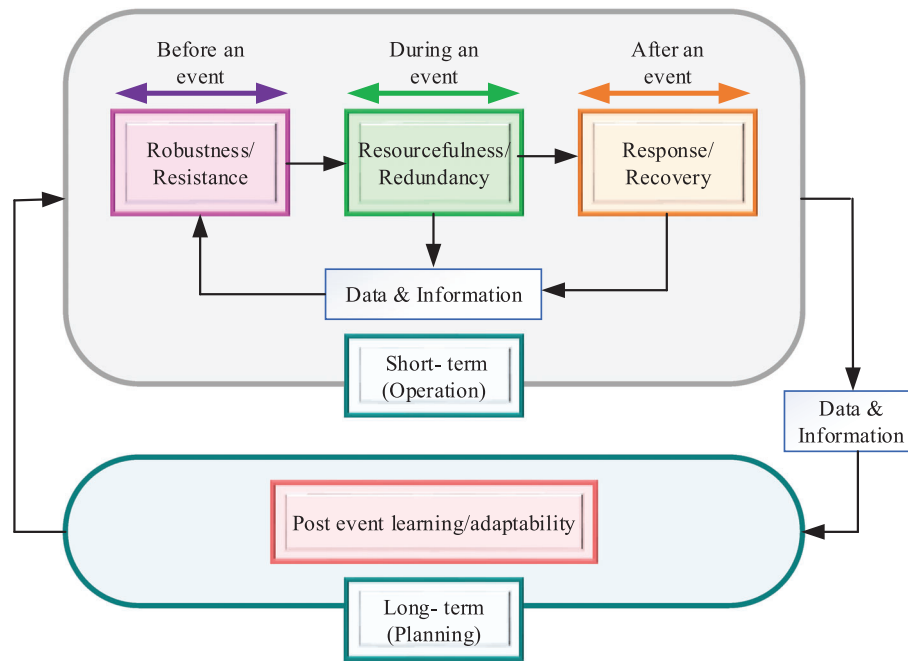 Before an
event
During an
event
After an
event
Robustness/
Resistance
Resourcefulness/
Redundancy
Response/
Recovery
Data & Information
Short- term
(Operation)
Data &
Information
Post event learning/adaptability
Long- term
(Planning)